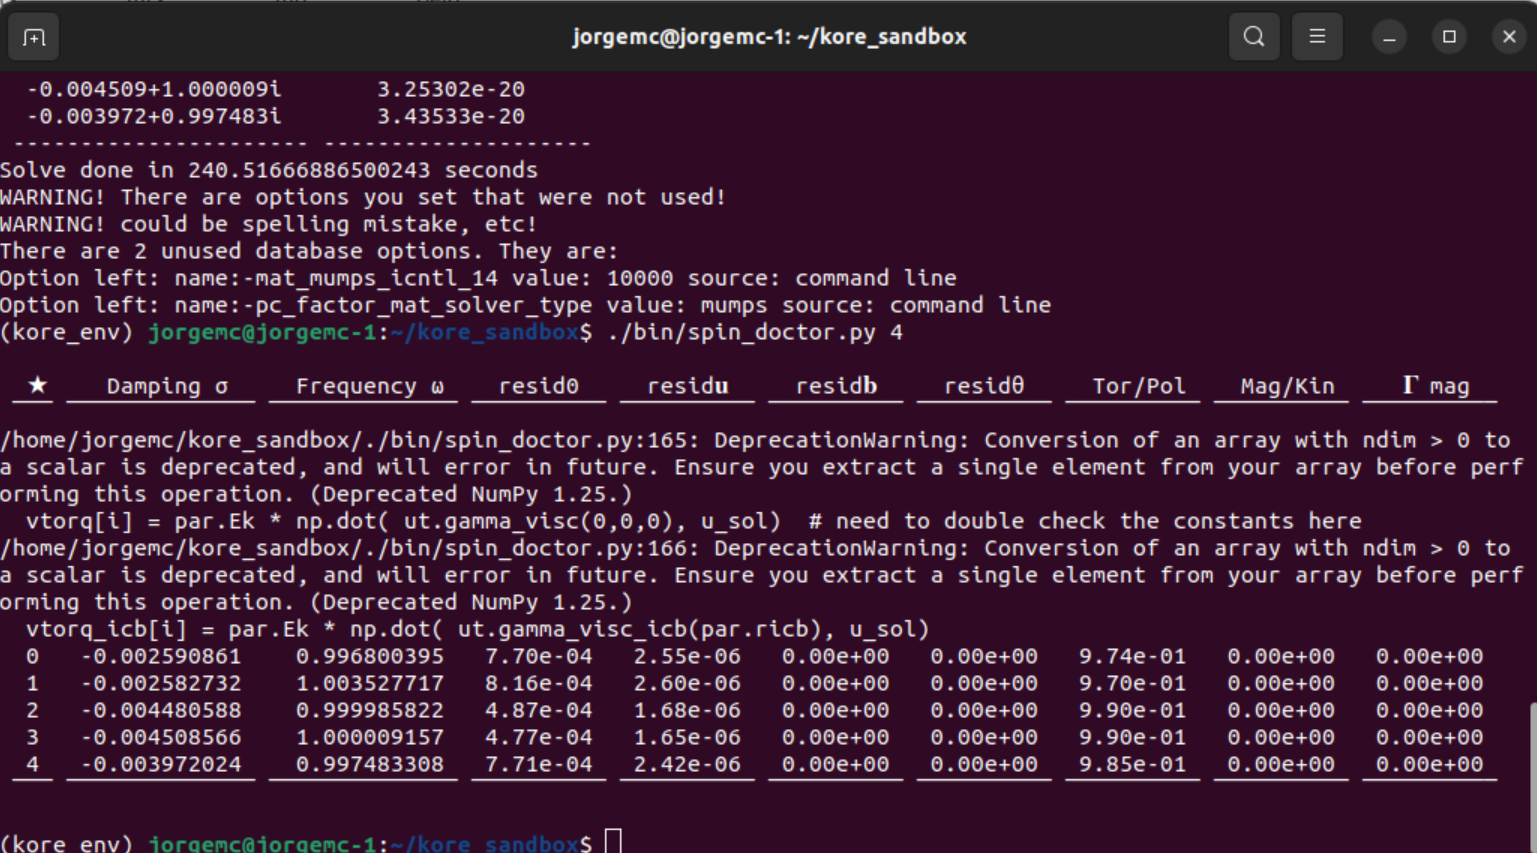 jorgemc@jorgemc-1: ~/kore_sandbox
-0.004509+1.000009i 3.25302e-20
-0.003972+0.997483i 3.43533e-20
---------------------- --------------------
Solve done in 240.51666886500243 seconds
WARNING! There are options you set that were not used!
WARNING! could be spelling mistake, etc!
There are 2 unused database options. They are:
Option left: name:-mat_mumps_icntl_14 value: 10000 source: command line
Option left: name:-pc_factor_mat_solver_type value: mumps source: command line
(kore_env) jorgemc@jorgemc-1:~/kore_sandbox$ ./bin/spin_doctor.py 4
★ Damping σ Frequency ω resid0 residu residb residθ Tor/Pol Mag/Kin Γ mag
/home/jorgemc/kore_sandbox/./bin/spin_doctor.py:165: DeprecationWarning: Conversion of an array with ndim > 0 to
a scalar is deprecated, and will error in future. Ensure you extract a single element from your array before perf
orming this operation. (Deprecated NumPy 1.25.)
vtorq[i] = par.Ek * np.dot( ut.gamma_visc(0,0,0), u_sol) # need to double check the constants here
/home/jorgemc/kore_sandbox/./bin/spin_doctor.py:166: DeprecationWarning: Conversion of an array with ndim > 0 to
a scalar is deprecated, and will error in future. Ensure you extract a single element from your array before perf
orming this operation. (Deprecated NumPy 1.25.)
vtorq_icb[i] = par.Ek * np.dot( ut.gamma_visc_icb(par.ricb), u_sol)
0 -0.002590861 0.996800395 7.70e-04 2.55e-06 0.00e+00 0.00e+00 9.74e-01 0.00e+00 0.00e+00
1 -0.002582732 1.003527717 8.16e-04 2.60e-06 0.00e+00 0.00e+00 9.70e-01 0.00e+00 0.00e+00
2 -0.004480588 0.999985822 4.87e-04 1.68e-06 0.00e+00 0.00e+00 9.90e-01 0.00e+00 0.00e+00
3 -0.004508566 1.000009157 4.77e-04 1.65e-06 0.00e+00 0.00e+00 9.90e-01 0.00e+00 0.00e+00
4 -0.003972024 0.997483308 7.71e-04 2.42e-06 0.00e+00 0.00e+00 9.85e-01 0.00e+00 0.00e+00
(kore_env) jorgemc@jorgemc-1:~/kore_sandbox$